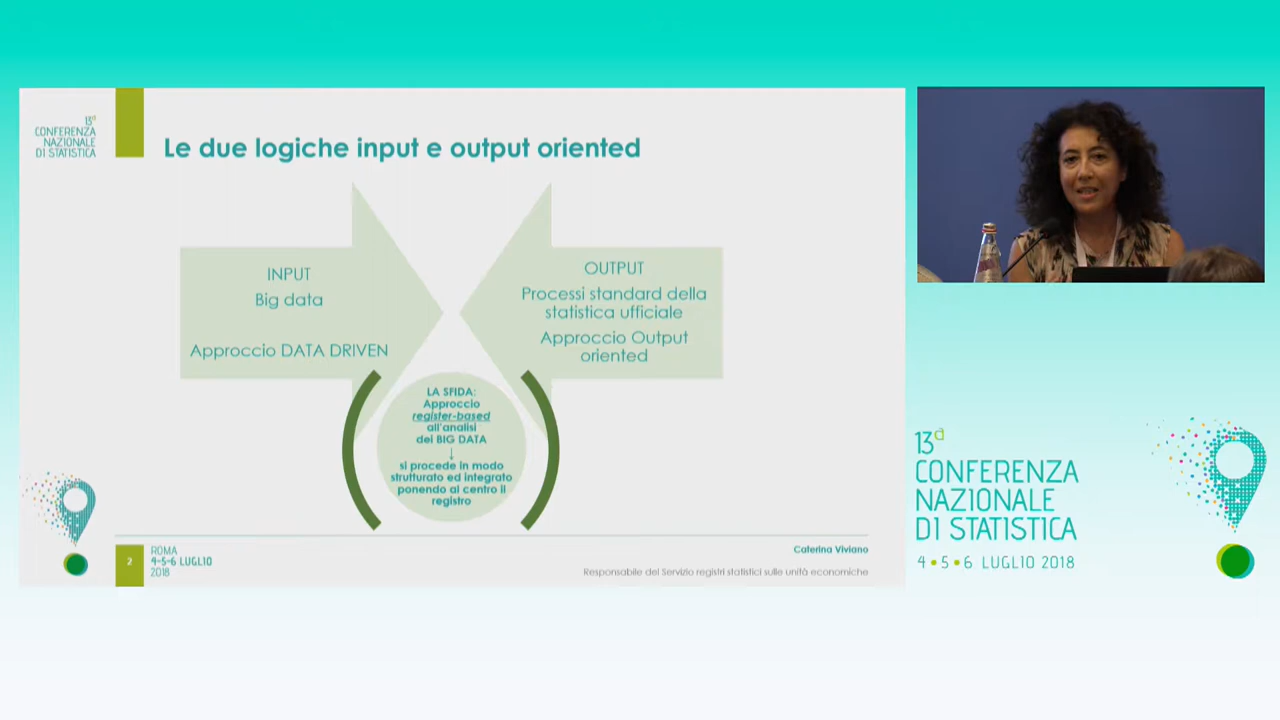 13ª
CONFERENZA
NAZIONALE
DI STATISTICA
Le due logiche input e output oriented
INPUT
Big data
Approccio DATA DRIVEN
OUTPUT
Processi standard della
statistica ufficiale
Approccio Output
oriented
LA SFIDA:
Approccio
register-based
all'analisi
dei BIG DATA
↓
si procede in modo
strutturato ed integrato
ponendo al centro il
registro
2
ROMA
4-5-6 LUGLIO
2018
Caterina Viviano
Responsabile del Servizio registri statistici sulle unità economiche
13ª
CONFERENZA
NAZIONALE
DI STATISTICA
4•5•6 LUGLIO 2018